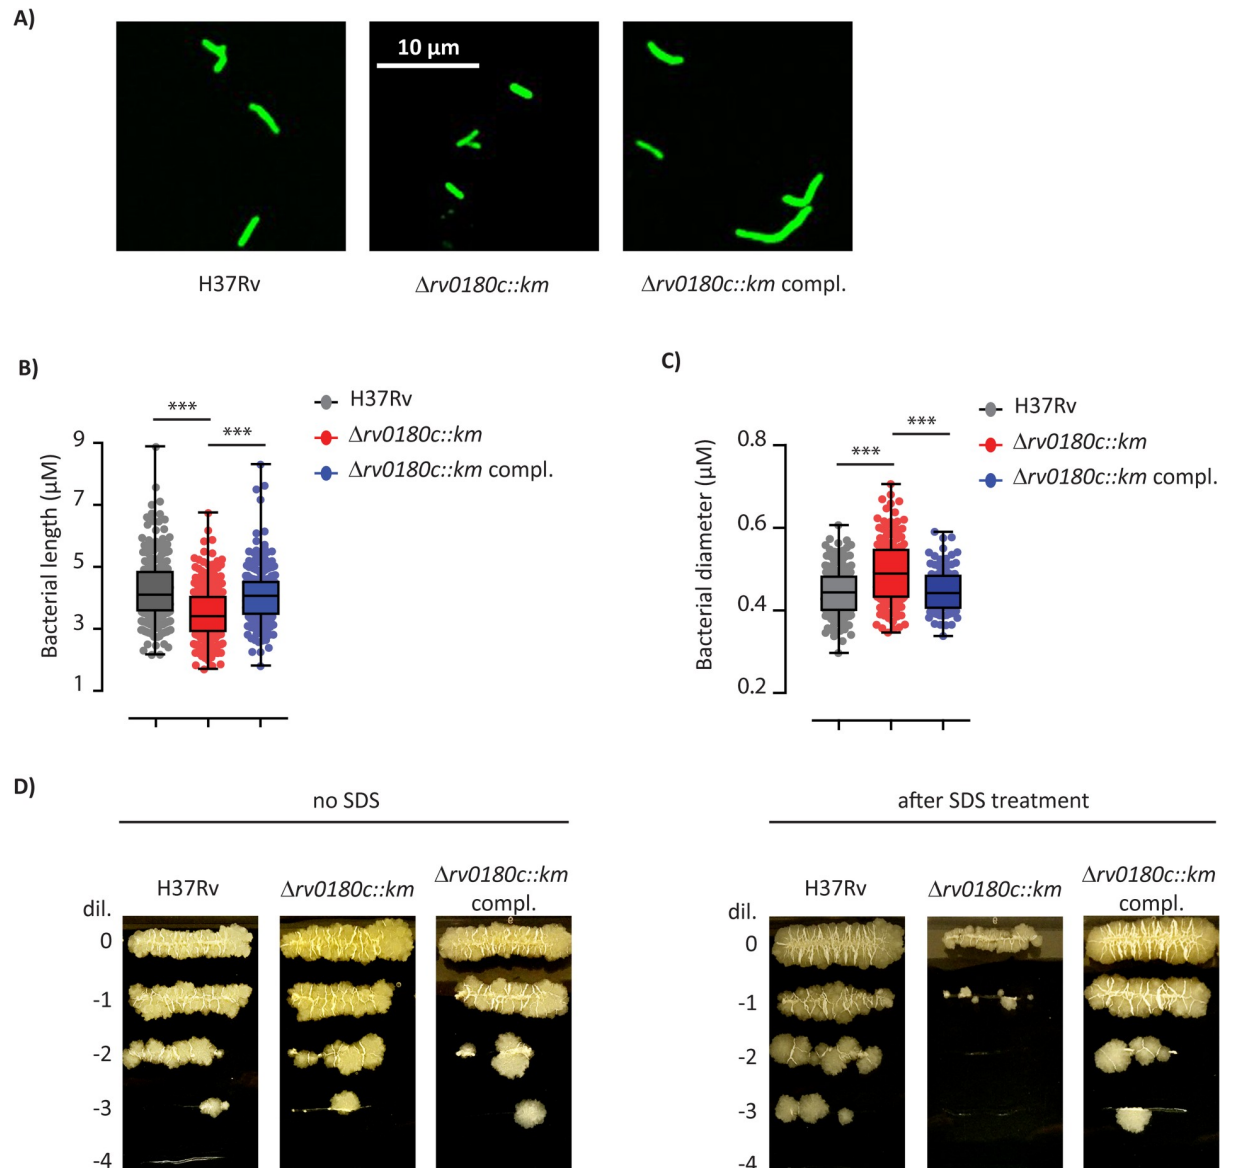 A)
10 µm
H37Rv
Δrv0180c::km
Δrv0180c::km compl.
B)
***
***
H37Rv
Δrv0180c::km
Δrv0180c::km compl.
Bacterial length (µM)
9
7
5
3
1
C)
***
***
H37Rv
Δrv0180c::km
Δrv0180c::km compl.
Bacterial diameter (µM)
0.8
0.6
0.4
0.2
D)
no SDS
after SDS treatment
H37Rv
Δrv0180c::km
Δrv0180c::km
compl.
dil.
0
-1
-2
-3
-4
H37Rv
Δrv0180c::km
Δrv0180c::km
compl.
dil.
0
-1
-2
-3
-4